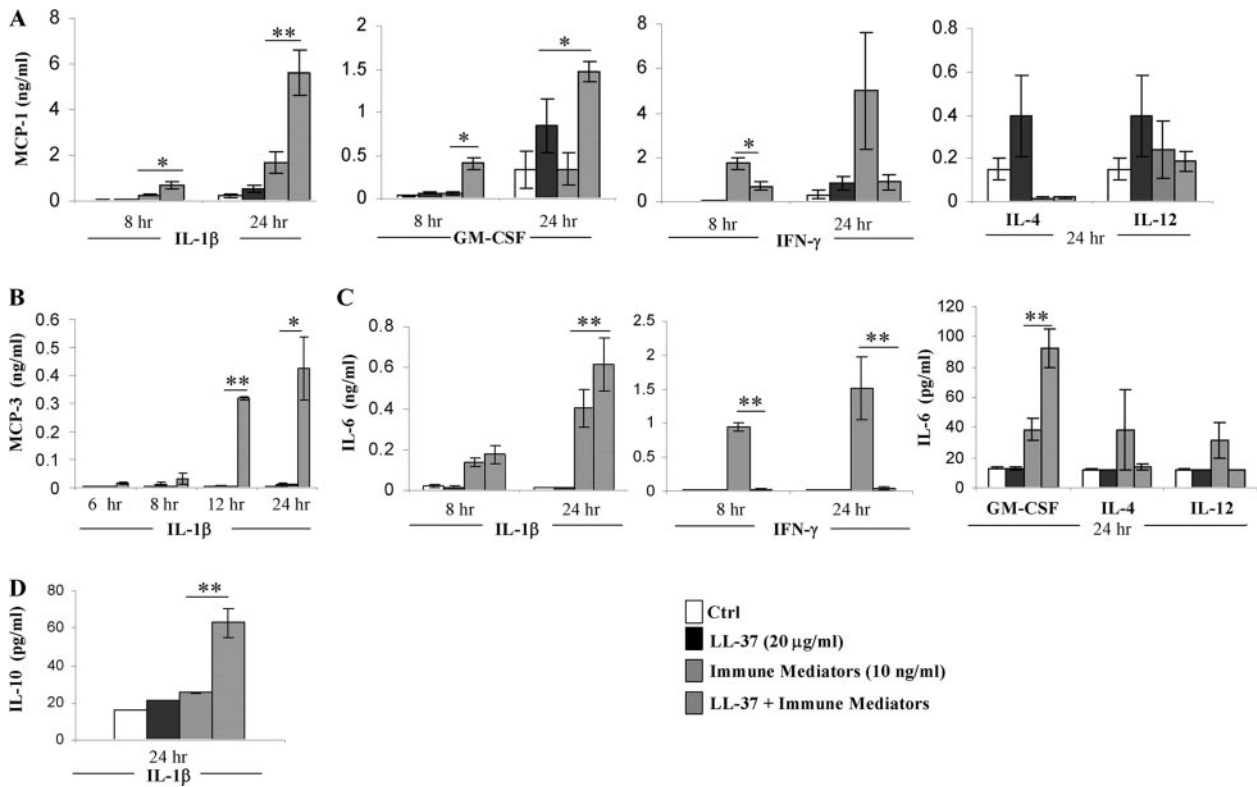 A
MCP-1 (ng/ml)
8
6
4
2
0
**
*
8 hr
24 hr
IL-1β
2
1.5
1
0.5
0
*
*
8 hr
24 hr
GM-CSF
8
6
4
2
0
*
8 hr
24 hr
IFN-γ
0.8
0.6
0.4
0.2
0
IL-4
IL-12
24 hr
B
MCP-3 (ng/ml)
0.6
0.5
0.4
0.3
0.2
0.1
0
**
*
6 hr
8 hr
12 hr
24 hr
IL-1β
C
IL-6 (ng/ml)
0.8
0.6
0.4
0.2
0
**
8 hr
24 hr
IL-1β
2.5
2
1.5
1
0.5
0
**
**
8 hr
24 hr
IFN-γ
IL-6 (pg/ml)
120
100
80
60
40
20
0
**
GM-CSF
IL-4
IL-12
24 hr
D
IL-10 (pg/ml)
80
60
40
20
0
**
24 hr
IL-1β
Ctrl
LL-37 (20 μg/ml)
Immune Mediators (10 ng/ml)
LL-37 + Immune Mediators